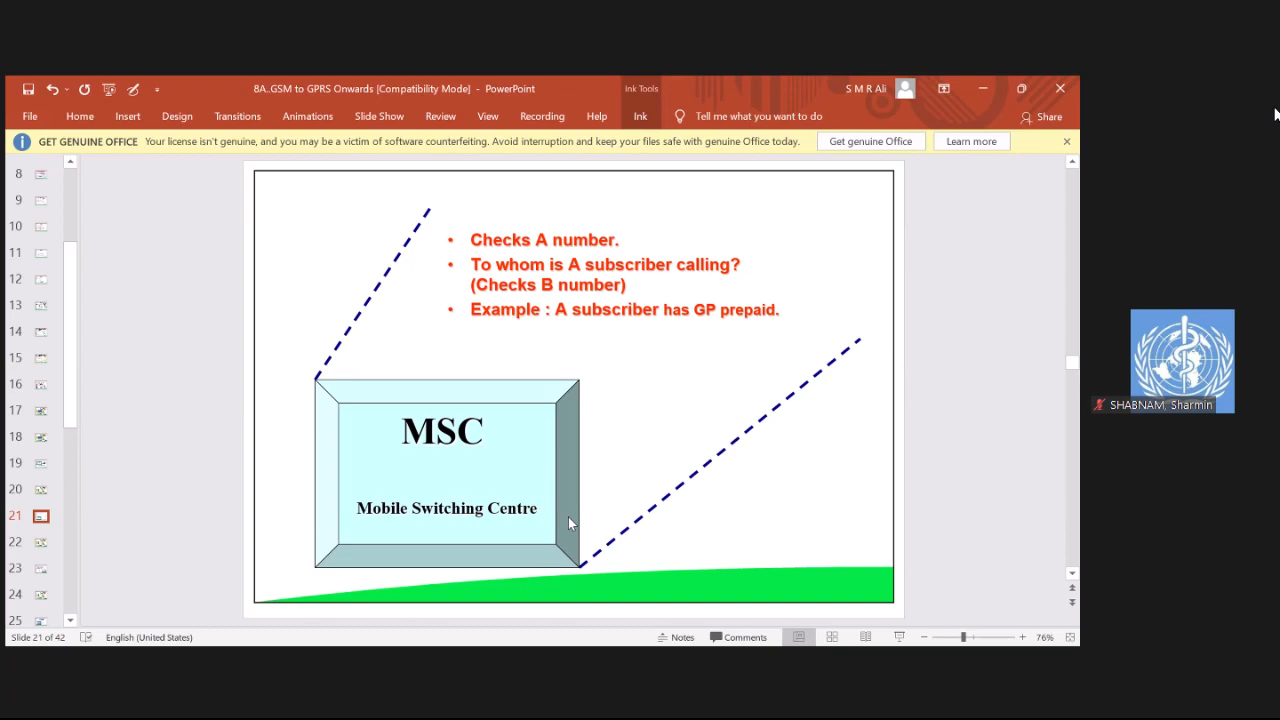 8A..GSM to GPRS Onwards [Compatibility Mode] - PowerPoint
Ink Tools
S M R Ali
File Home Insert Design Transitions Animations Slide Show Review View Recording Help Ink Tell me what you want to do Share
GET GENUINE OFFICE Your license isn't genuine, and you may be a victim of software counterfeiting. Avoid interruption and keep your files safe with genuine Office today. Get genuine Office Learn more
8
9
10
11
12
13
14
15
16
17
18
19
20
21
22
23
24
25
• Checks A number.
• To whom is A subscriber calling?
(Checks B number)
• Example : A subscriber has GP prepaid.
MSC
Mobile Switching Centre
SHABNAM, Sharmin
Slide 21 of 42 English (United States) Notes Comments 76%